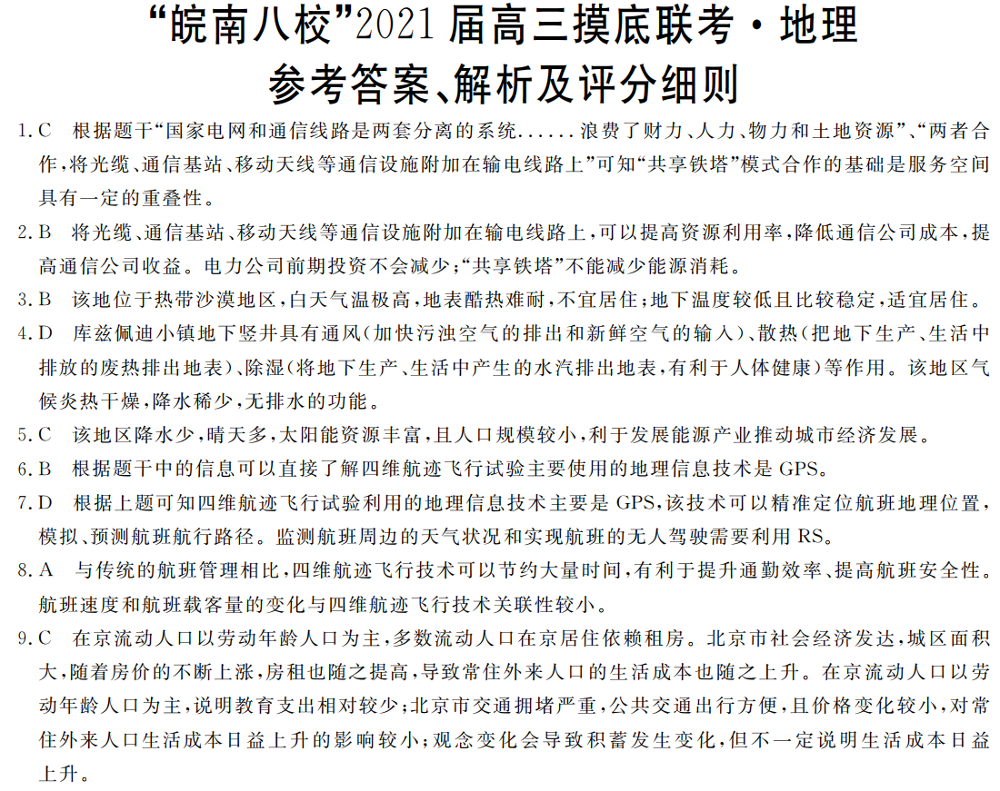 “皖南八校”2021 届高三摸底联考·地理
参考答案、解析及评分细则
1. C 根据题干“国家电网和通信线路是两套分离的系统......浪费了财力、人力、物力和土地资源”、“两者合
作,将光缆、通信基站、移动天线等通信设施附加在输电线路上”可知“共享铁塔”模式合作的基础是服务空间
具有一定的重叠性。
2. B 将光缆、通信基站、移动天线等通信设施附加在输电线路上,可以提高资源利用率,降低通信公司成本,提
高通信公司收益。电力公司前期投资不会减少;“共享铁塔”不能减少能源消耗。
3. B 该地位于热带沙漠地区,白天气温极高,地表酷热难耐,不宜居住;地下温度较低且比较稳定,适宜居住。
4. D 库兹佩迪小镇地下竖井具有通风(加快污浊空气的排出和新鲜空气的输入)、散热(把地下生产、生活中
排放的废热排出地表)、除湿(将地下生产、生活中产生的水汽排出地表,有利于人体健康)等作用。该地区气
候炎热干燥,降水稀少,无排水的功能。
5. C 该地区降水少,晴天多,太阳能资源丰富,且人口规模较小,利于发展能源产业推动城市经济发展。
6. B 根据题干中的信息可以直接了解四维航迹飞行试验主要使用的地理信息技术是 GPS。
7. D 根据上题可知四维航迹飞行试验利用的地理信息技术主要是 GPS,该技术可以精准定位航班地理位置,
模拟、预测航班航行路径。监测航班周边的天气状况和实现航班的无人驾驶需要利用 RS。
8. A 与传统的航班管理相比,四维航迹飞行技术可以节约大量时间,有利于提升通勤效率、提高航班安全性。
航班速度和航班载客量的变化与四维航迹飞行技术关联性较小。
9. C 在京流动人口以劳动年龄人口为主,多数流动人口在京居住依赖租房。北京市社会经济发达,城区面积
大,随着房价的不断上涨,房租也随之提高,导致常住外来人口的生活成本也随之上升。在京流动人口以劳
动年龄人口为主,说明教育支出相对较少;北京市交通拥堵严重,公共交通出行方便,且价格变化较小,对常
住外来人口生活成本日益上升的影响较小;观念变化会导致积蓄发生变化,但不一定说明生活成本日益
上升。